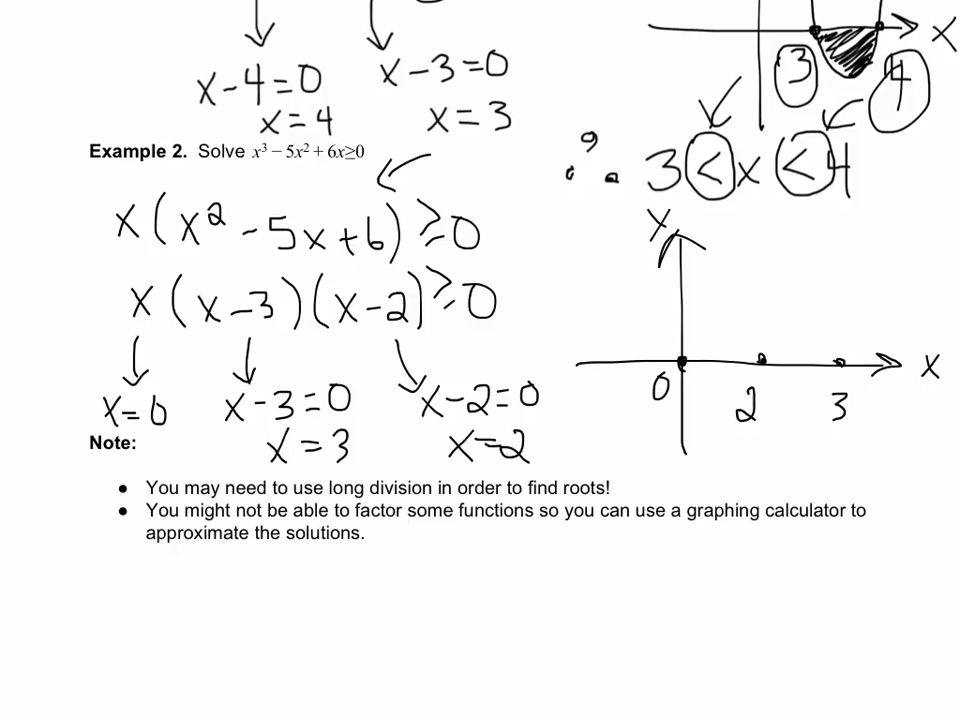 x-4=0 x-3=0
x=4 x=3
X
3 4
Example 2. Solve x³ − 5x² + 6x≥0
∴ 3<x<4
x(x²-5x+6)≥0
x(x-3)(x-2)≥0
x=0 x-3=0 x-2=0
x=3 x=2
Y
X
0 2 3
Note:
● You may need to use long division in order to find roots!
● You might not be able to factor some functions so you can use a graphing calculator to
approximate the solutions.